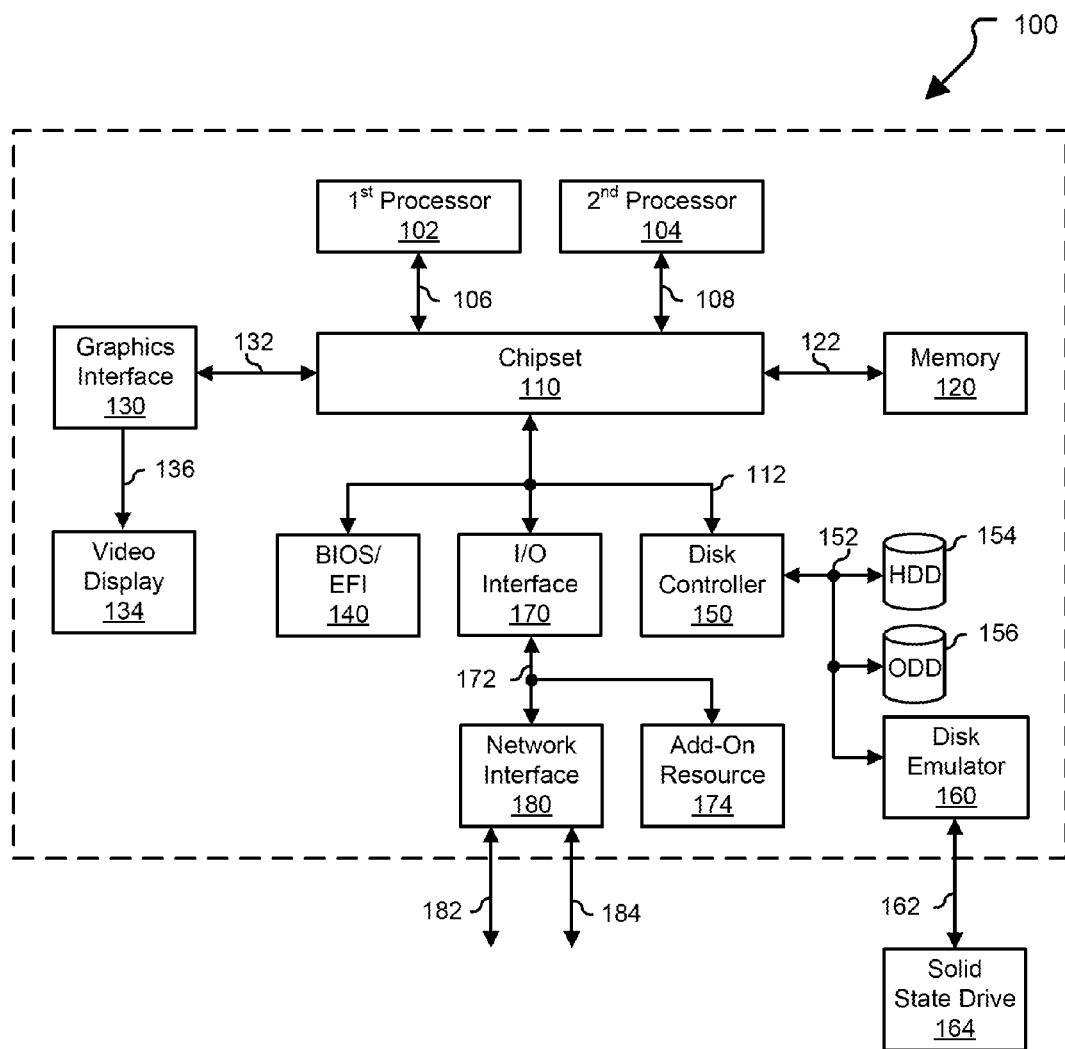 100
1st Processor
102
2nd Processor
104
106
108
Graphics
Interface
130
132
Chipset
110
122
Memory
120
136
112
Video
Display
134
BIOS/
EFI
140
I/O
Interface
170
Disk
Controller
150
152
HDD
154
ODD
156
172
Network
Interface
180
Add-On
Resource
174
Disk
Emulator
160
182
184
162
Solid
State Drive
164